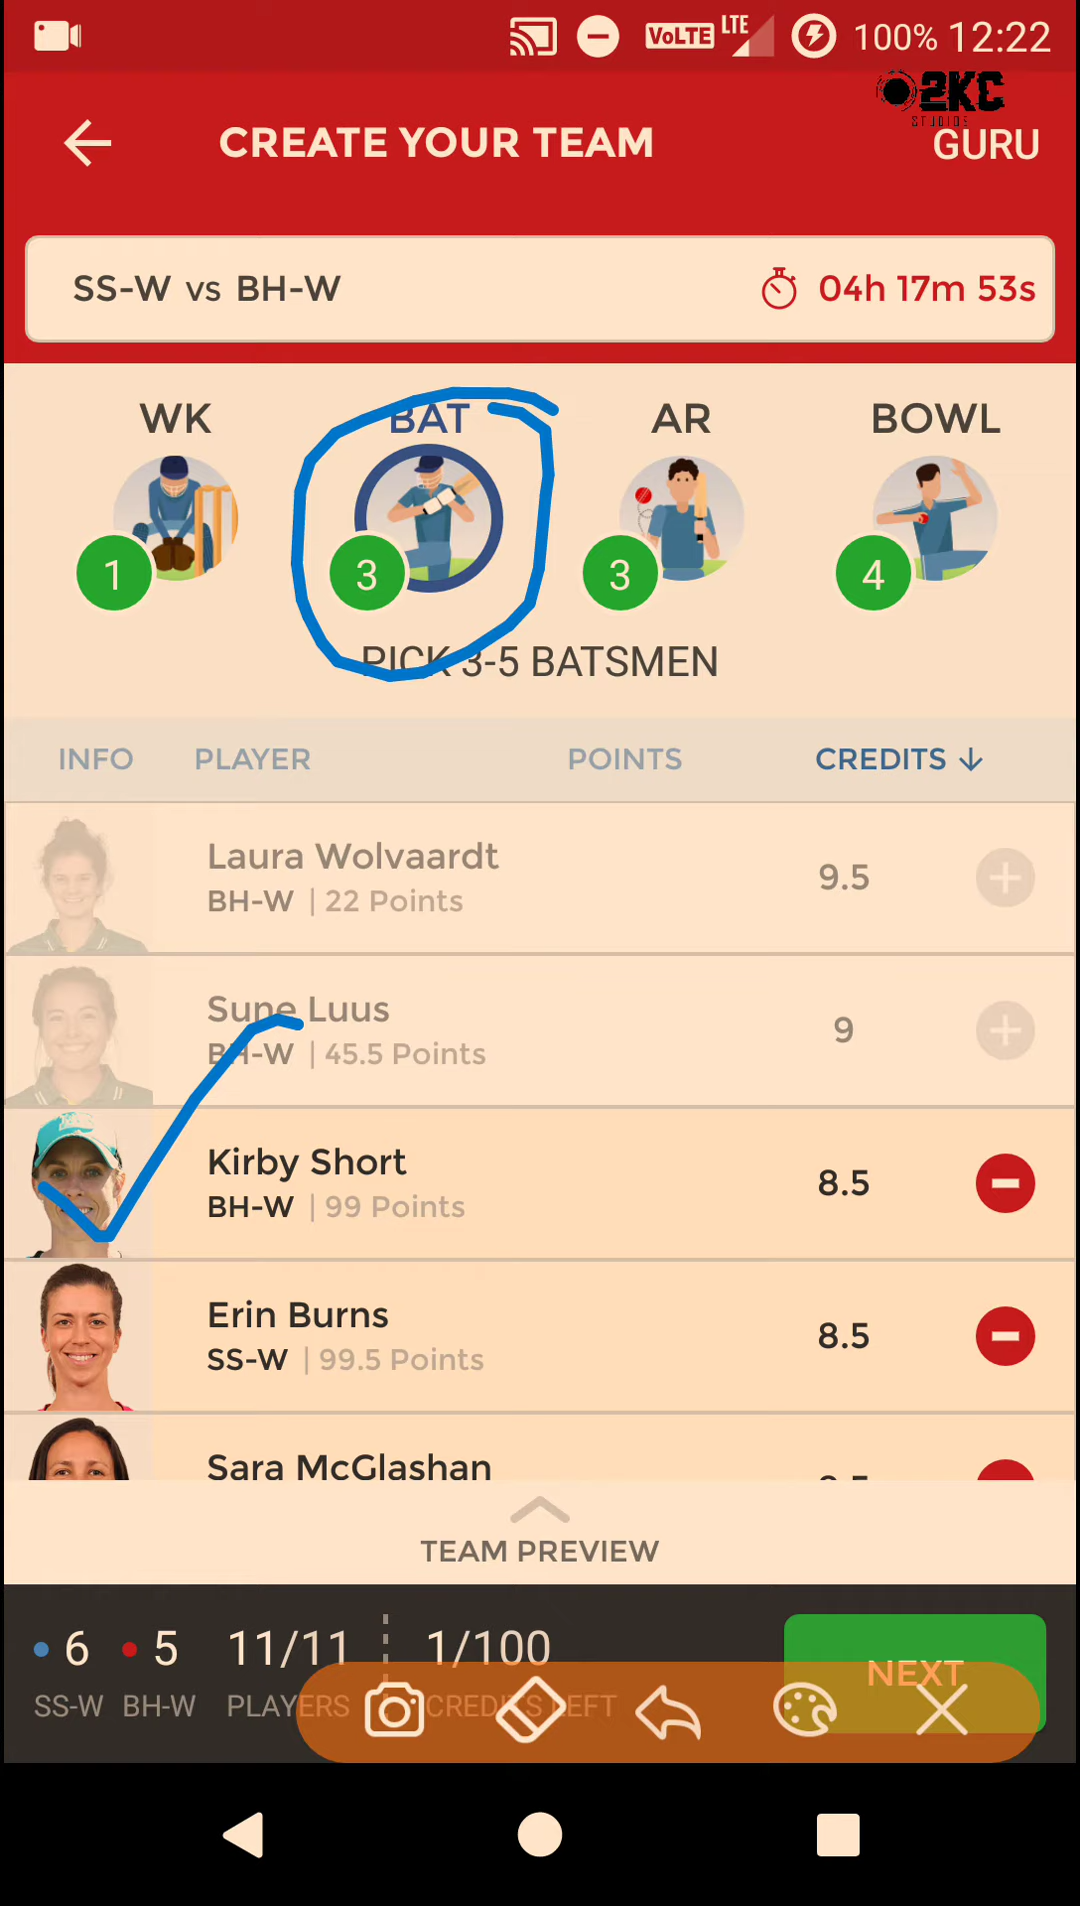 VoLTE LTE 100% 12:22
2KC
STUDIOS
CREATE YOUR TEAM GURU
SS-W vs BH-W 04h 17m 53s
WK BAT AR BOWL
1 3 3 4
PICK 3-5 BATSMEN
INFO PLAYER POINTS CREDITS
Laura Wolvaardt
BH-W | 22 Points 9.5
Sune Luus
BH-W | 45.5 Points 9
Kirby Short
BH-W | 99 Points 8.5
Erin Burns
SS-W | 99.5 Points 8.5
Sara McGlashan
TEAM PREVIEW
6 5 11/11 1/100 NEXT
SS-W BH-W PLAYERS CREDITS LEFT